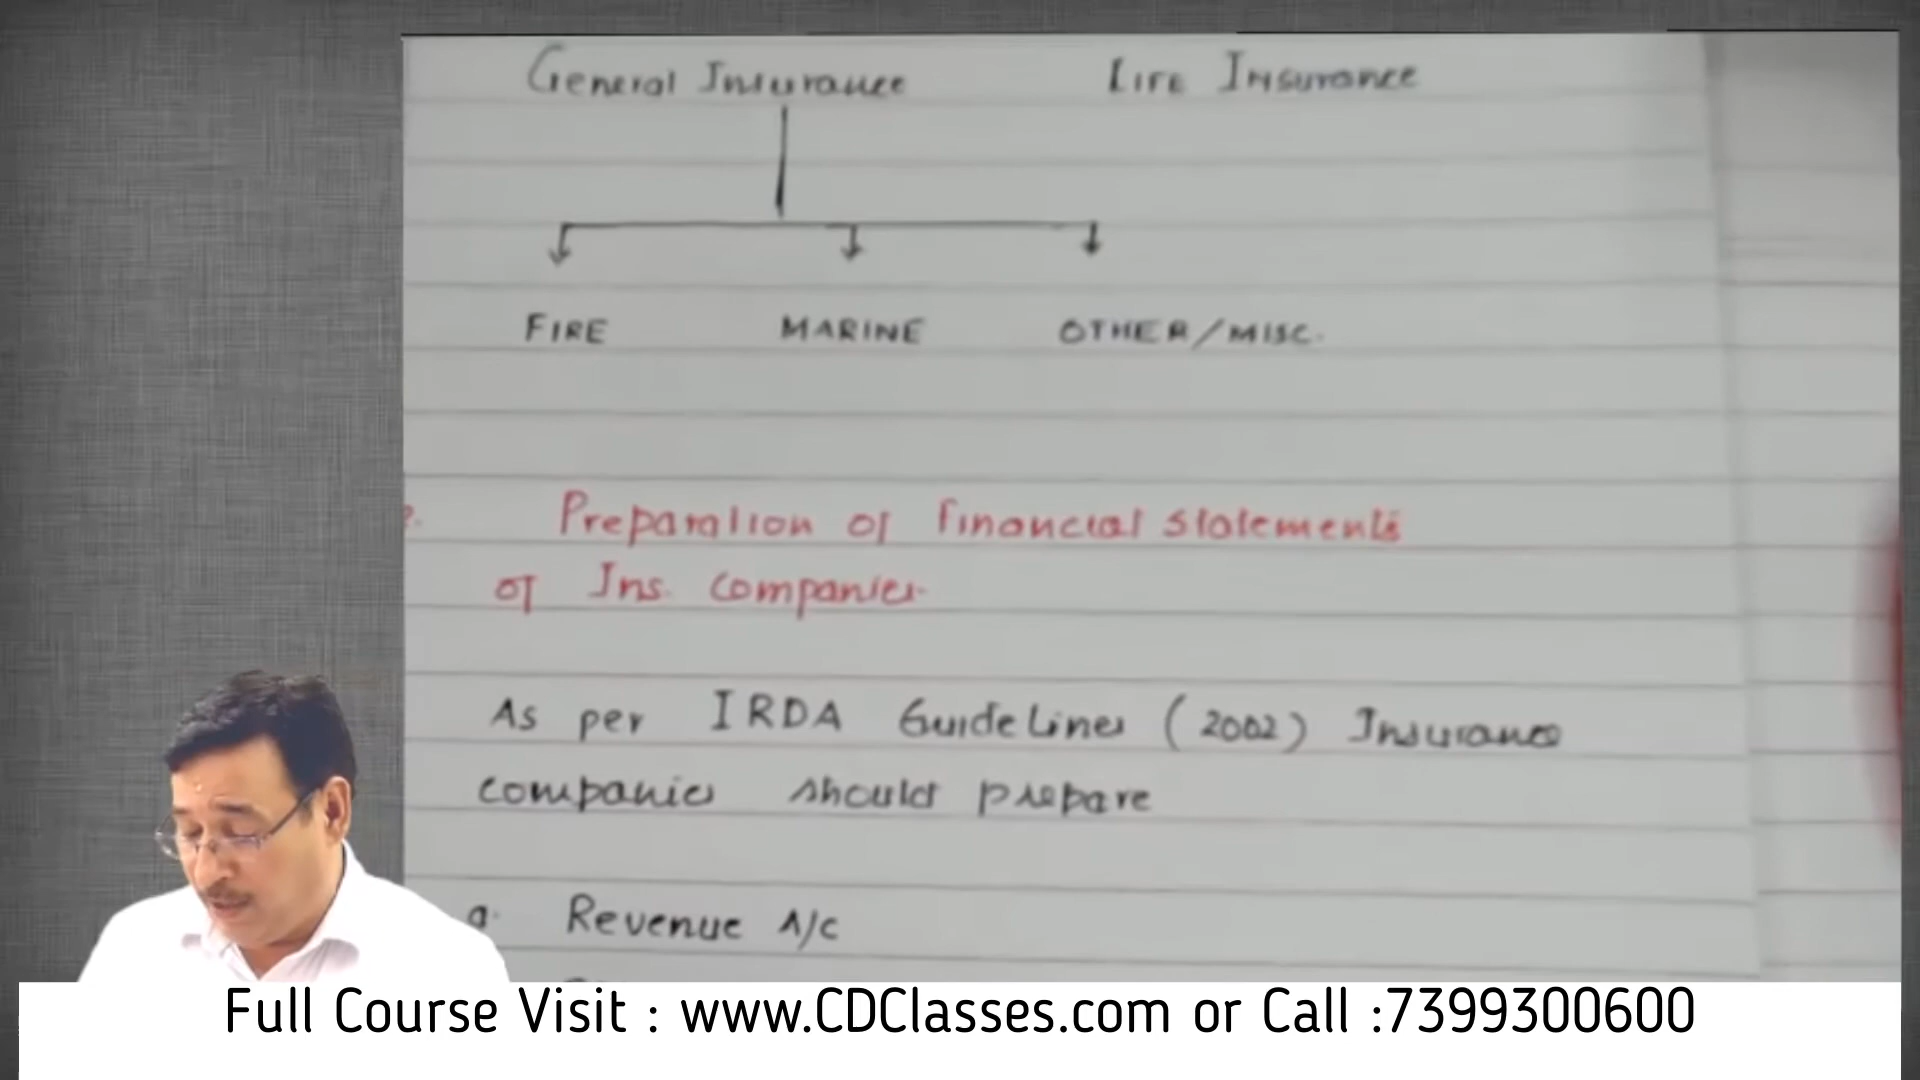 General Insurance Life Insurance
FIRE MARINE OTHER/MISC.
Preparation of Financial statements
of Ins. companies.
As per IRDA Guidelines (2002) Insurance
companies should prepare
a. Revenue A/c
Full Course Visit : www.CDClasses.com or Call :7399300600